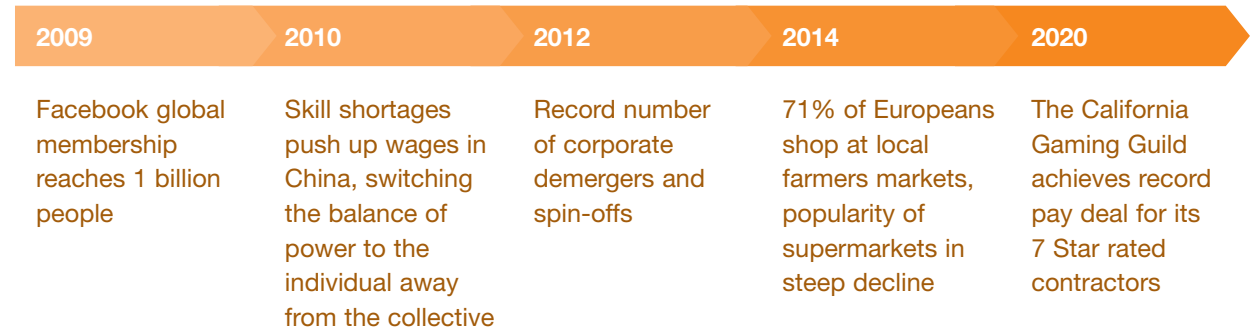 2009
Facebook global
membership
reaches 1 billion
people
2010
Skill shortages
push up wages in
China, switching
the balance of
power to the
individual away
from the collective
2012
Record number
of corporate
demergers and
spin-offs
2014
71% of Europeans
shop at local
farmers markets,
popularity of
supermarkets in
steep decline
2020
The California
Gaming Guild
achieves record
pay deal for its
7 Star rated
contractors